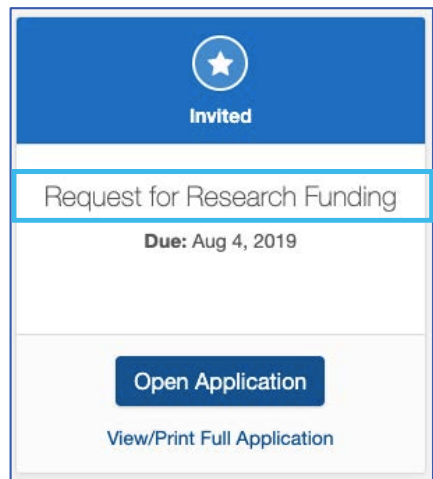 Invited
Request for Research Funding
Due: Aug 4, 2019
Open Application
View/Print Full Application